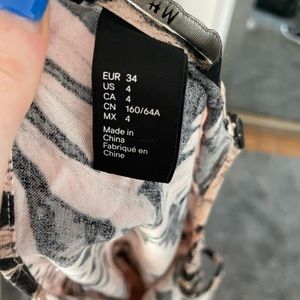 H&M
EUR 34
US 4
CA 4
CN 160/64A
MX 4
Made in
China
Fabriqué en
Chine